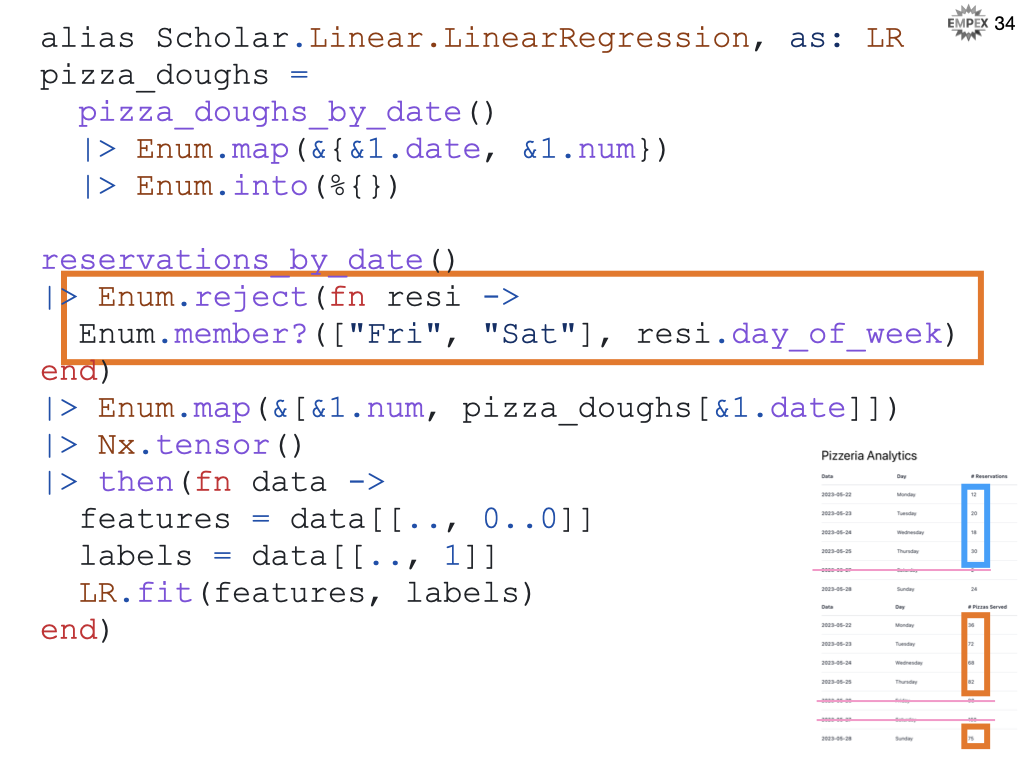 EMPEX 34
alias Scholar.Linear.LinearRegression, as: LR
pizza_doughs =
  pizza_doughs_by_date()
  |> Enum.map(&{&1.date, &1.num})
  |> Enum.into(%{})
reservations_by_date()
|> Enum.reject(fn resi ->
  Enum.member?(["Fri", "Sat"], resi.day_of_week)
end)
|> Enum.map(&[&1.num, pizza_doughs[&1.date]])
|> Nx.tensor()
|> then(fn data ->
  features = data[[.., 0..0]]
  labels = data[[.., 1]]
  LR.fit(features, labels)
end)
Pizzeria Analytics
Date Day # Reservations
2023-05-22 Monday 12
2023-05-23 Tuesday 20
2023-05-24 Wednesday 18
2023-05-25 Thursday 30
2023-05-27 Saturday
2023-05-28 Sunday 24
Date Day # Pizzas Served
2023-05-22 Monday 36
2023-05-23 Tuesday 72
2023-05-24 Wednesday 68
2023-05-25 Thursday 82
Friday
2023-05-27 Saturday
2023-05-28 Sunday 75